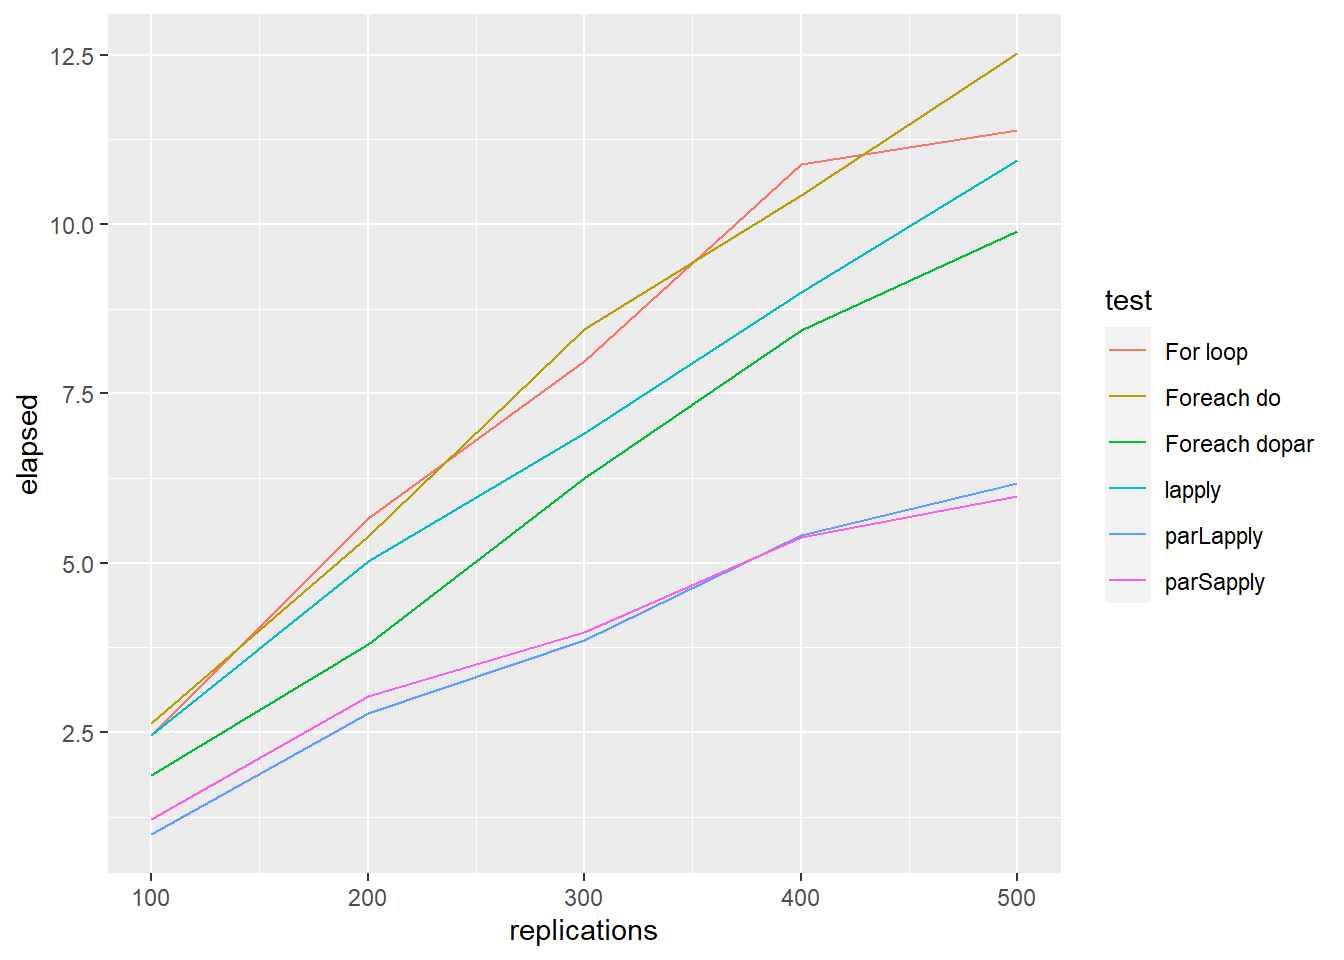 12.5
10.0
7.5
5.0
2.5
elapsed
100 200 300 400 500
replications
test
For loop
Foreach do
Foreach dopar
lapply
parLapply
parSapply